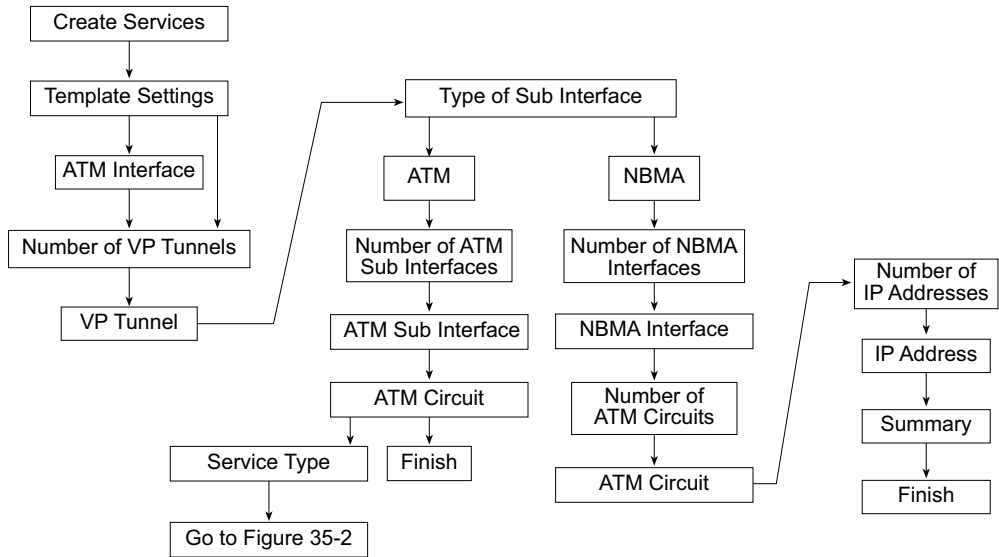 Create Services
Template Settings
ATM Interface
Number of VP Tunnels
VP Tunnel
Type of Sub Interface
ATM
Number of ATM
Sub Interfaces
ATM Sub Interface
ATM Circuit
Service Type
Finish
Go to Figure 35-2
NBMA
Number of NBMA
Interfaces
NBMA Interface
Number of
ATM Circuits
ATM Circuit
Number of
IP Addresses
IP Address
Summary
Finish